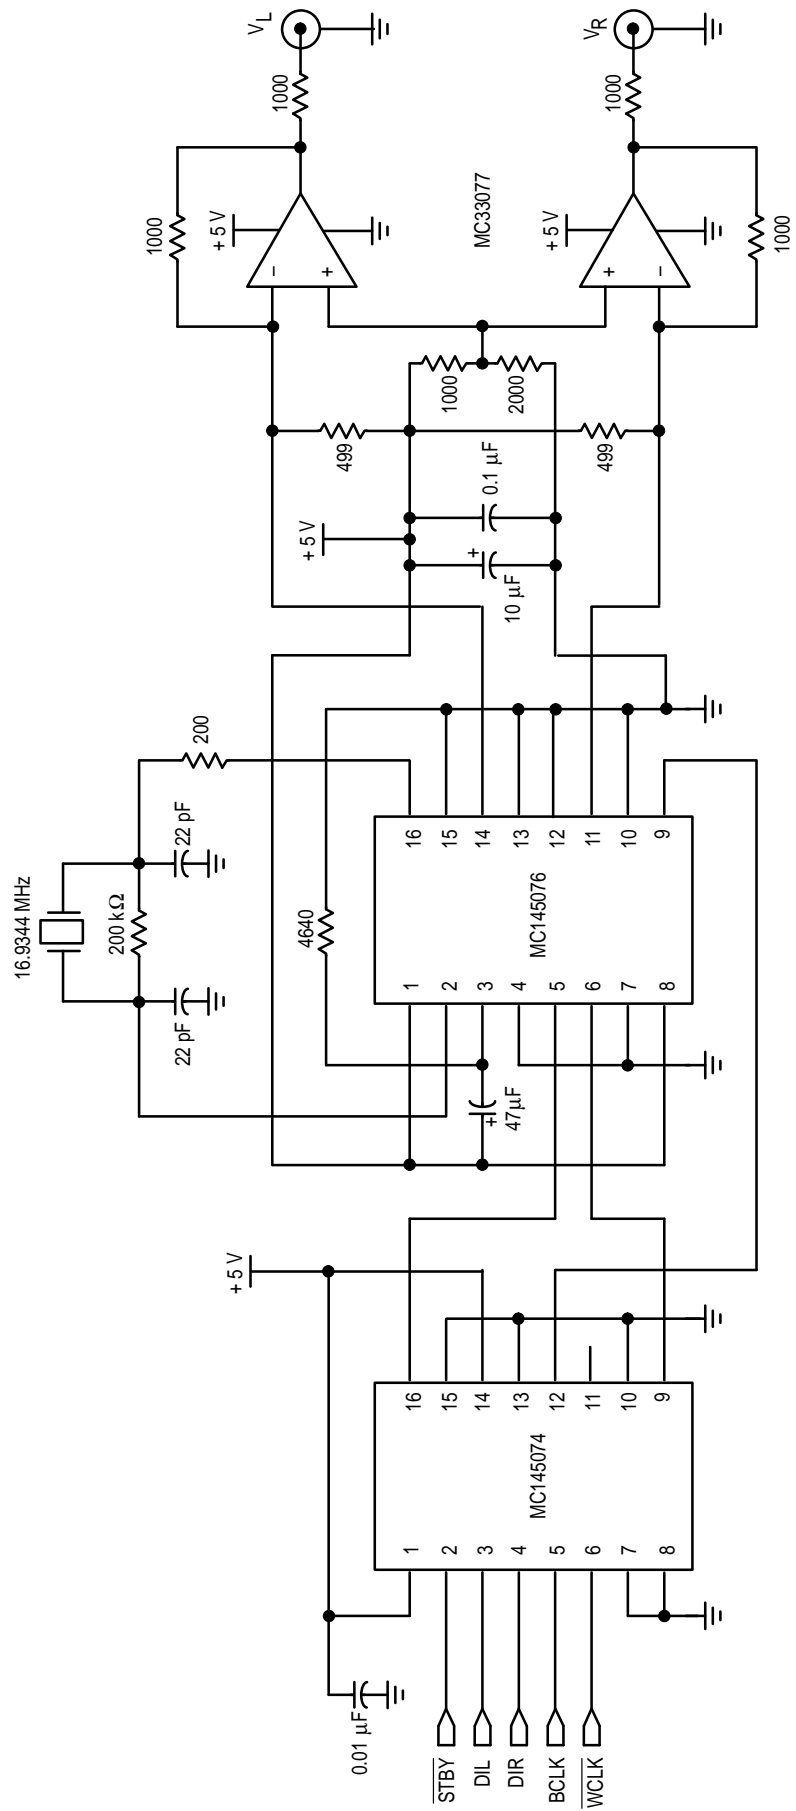 V_L
V_R
1000
1000
1000
+ 5 V
MC33077
+ 5 V
1000
−
+
+
−
1000
2000
499
499
+ 5 V
0.1 µF
+
10 µF
200
22 pF
16.9344 MHz
200 kΩ
22 pF
4640
16
15
14
13
12
11
10
9
MC145076
1
2
3
4
5
6
7
8
+
47µF
+ 5 V
16
15
14
13
12
11
10
9
MC145074
1
2
3
4
5
6
7
8
0.01 µF
STBY
DIL
DIR
BCLK
WCLK